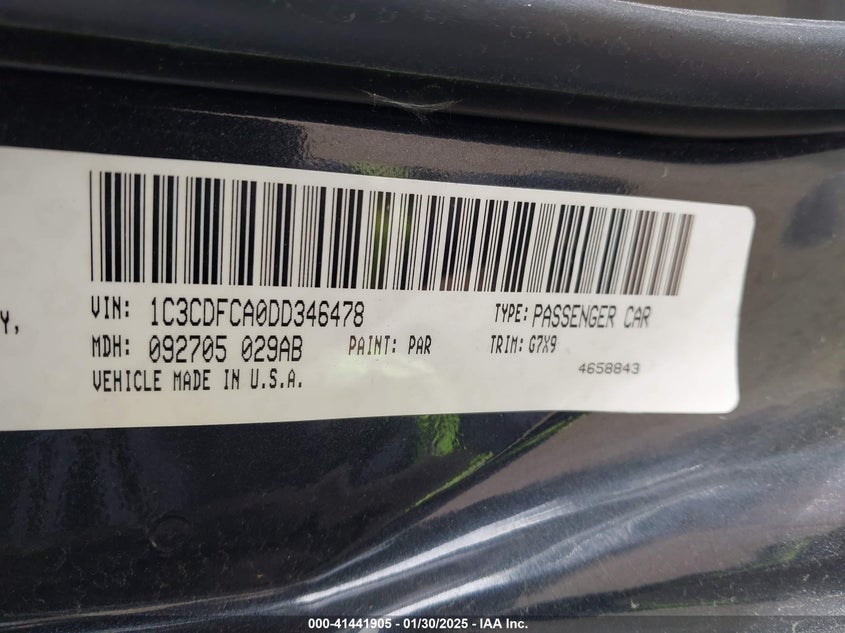 Y,
VIN: 1C3CDFCA0DD346478 TYPE: PASSENGER CAR
MDH: 092705 029AB PAINT: PAR TRIM: G7X9
VEHICLE MADE IN U.S.A. 4658843
000-41441905 - 01/30/2025 - IAA Inc.